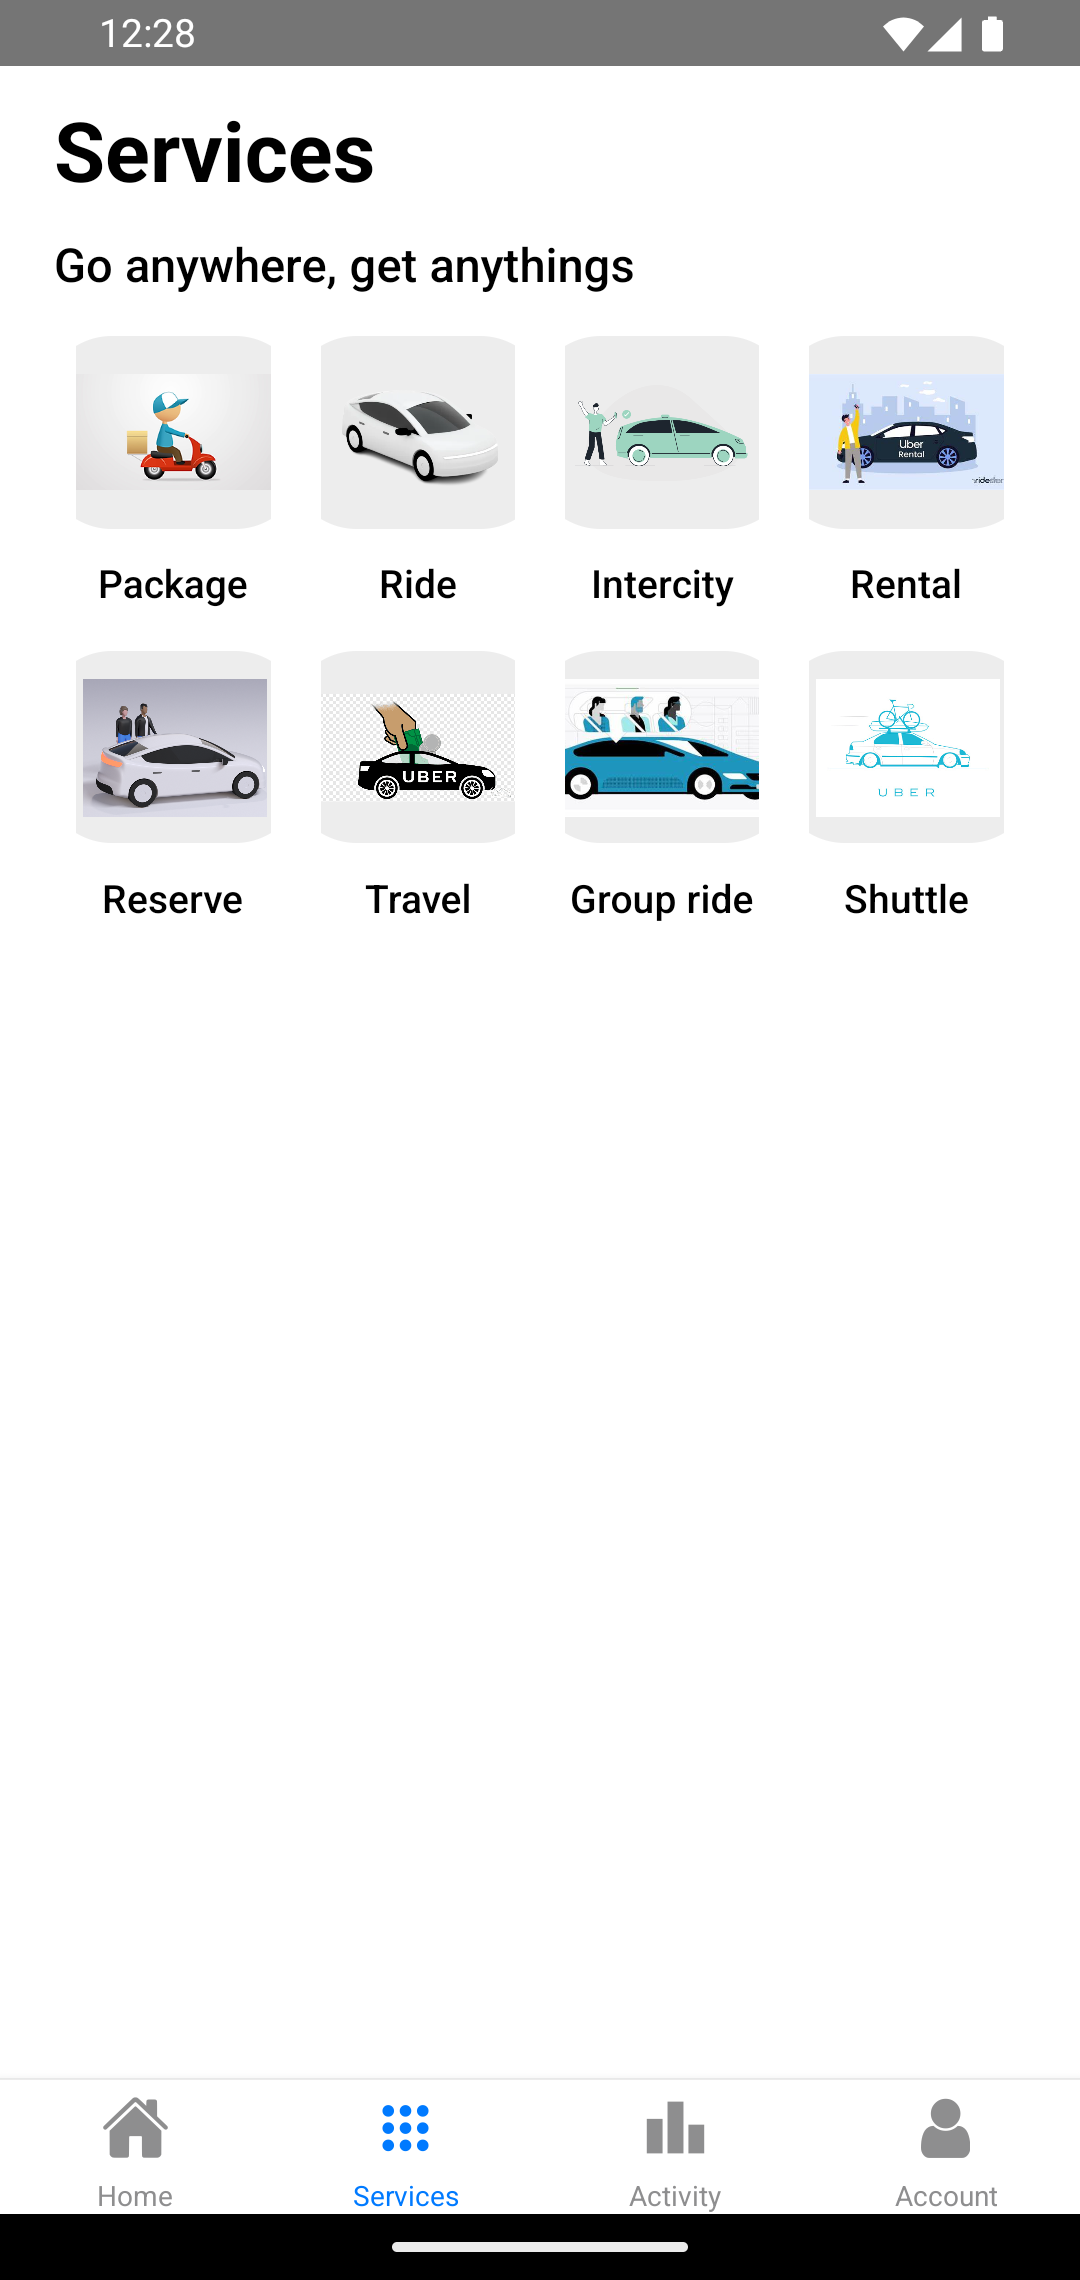 12:28
Services
Go anywhere, get anythings
Uber
Rental
Package
Ride
Intercity
Rental
UBER
UBER
Reserve
Travel
Group ride
Shuttle
Home
Services
Activity
Account